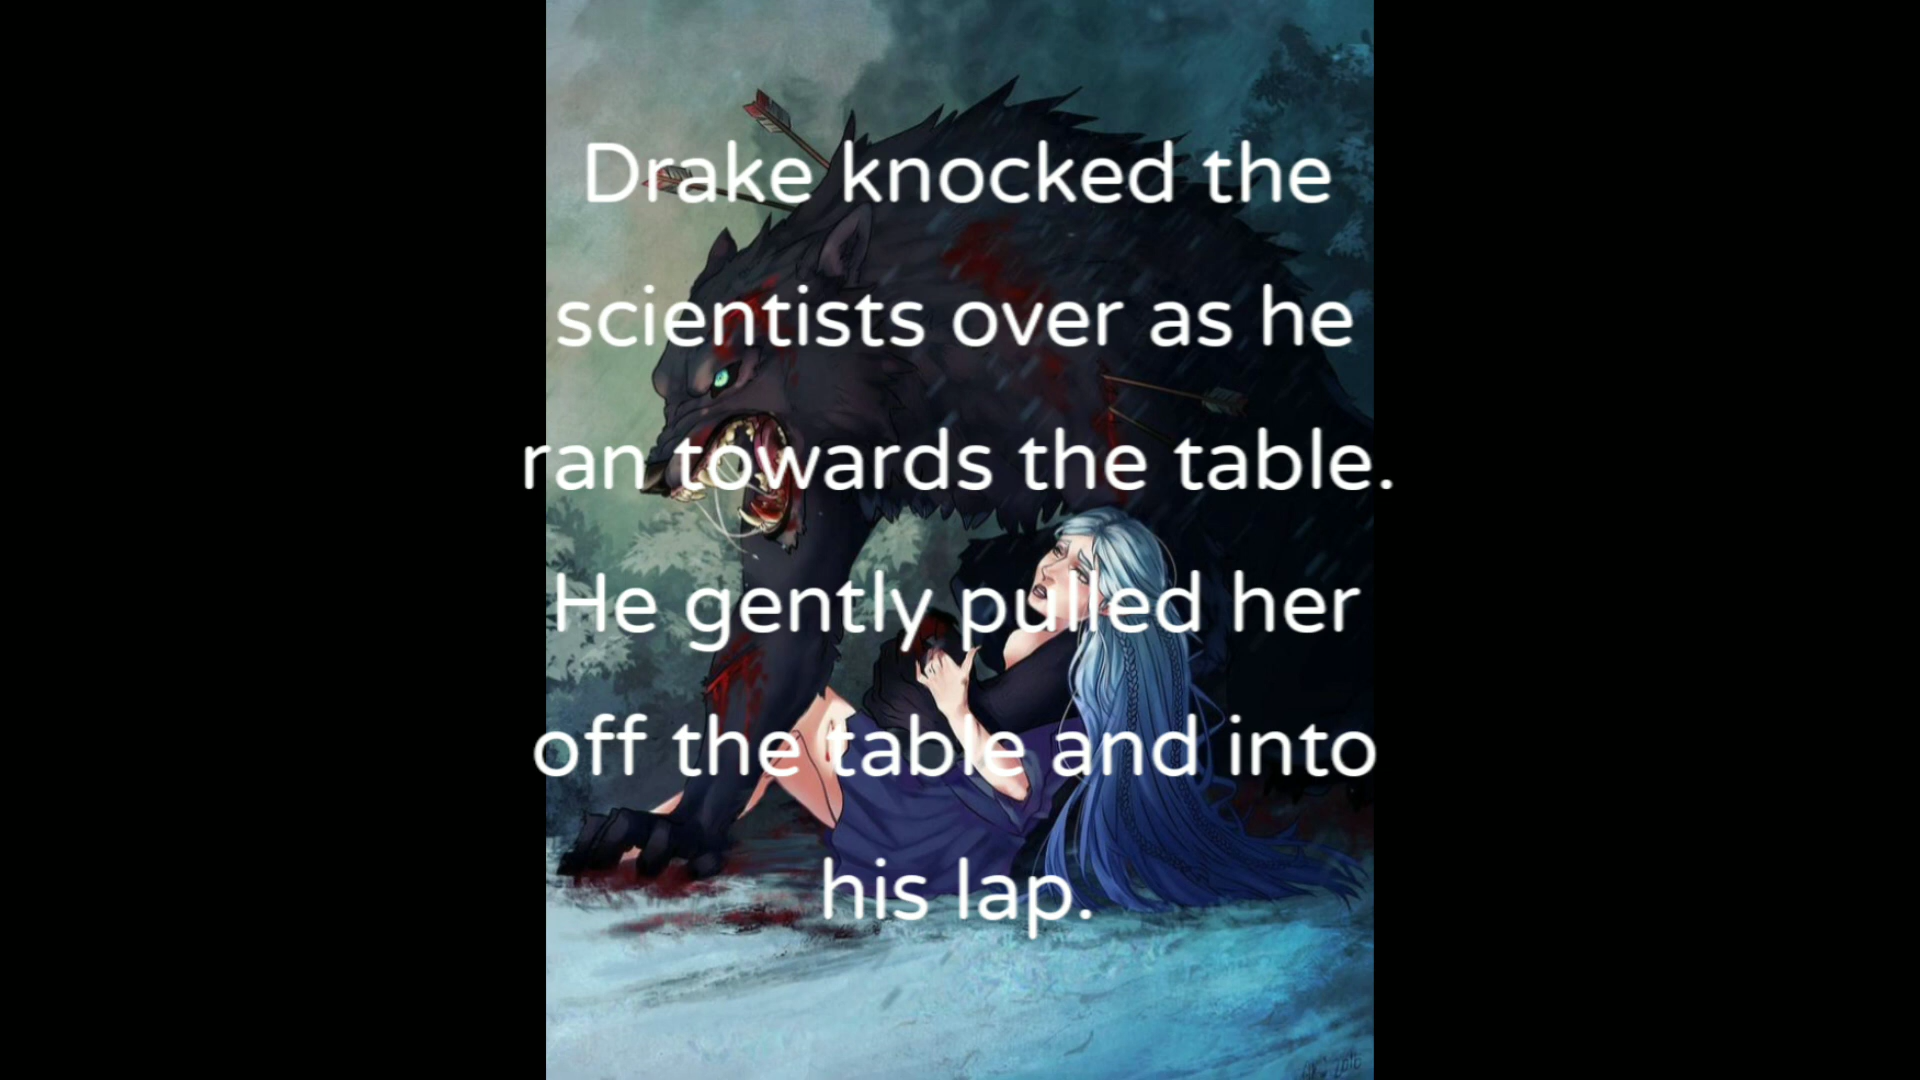 Drake knocked the
scientists over as he
ran towards the table.
He gently pulled her
off the table and into
his lap.